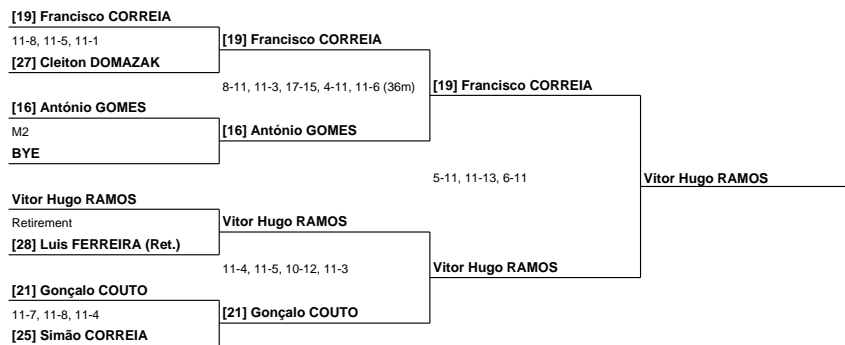 [19] Francisco CORREIA
11-8, 11-5, 11-1
[27] Cleiton DOMAZAK
[19] Francisco CORREIA
8-11, 11-3, 17-15, 4-11, 11-6 (36m)
[16] António GOMES
M2
BYE
[16] António GOMES
[19] Francisco CORREIA
5-11, 11-13, 6-11
Vitor Hugo RAMOS
Vitor Hugo RAMOS
Retirement
[28] Luis FERREIRA (Ret.)
Vitor Hugo RAMOS
11-4, 11-5, 10-12, 11-3
Vitor Hugo RAMOS
[21] Gonçalo COUTO
11-7, 11-8, 11-4
[25] Simão CORREIA
[21] Gonçalo COUTO